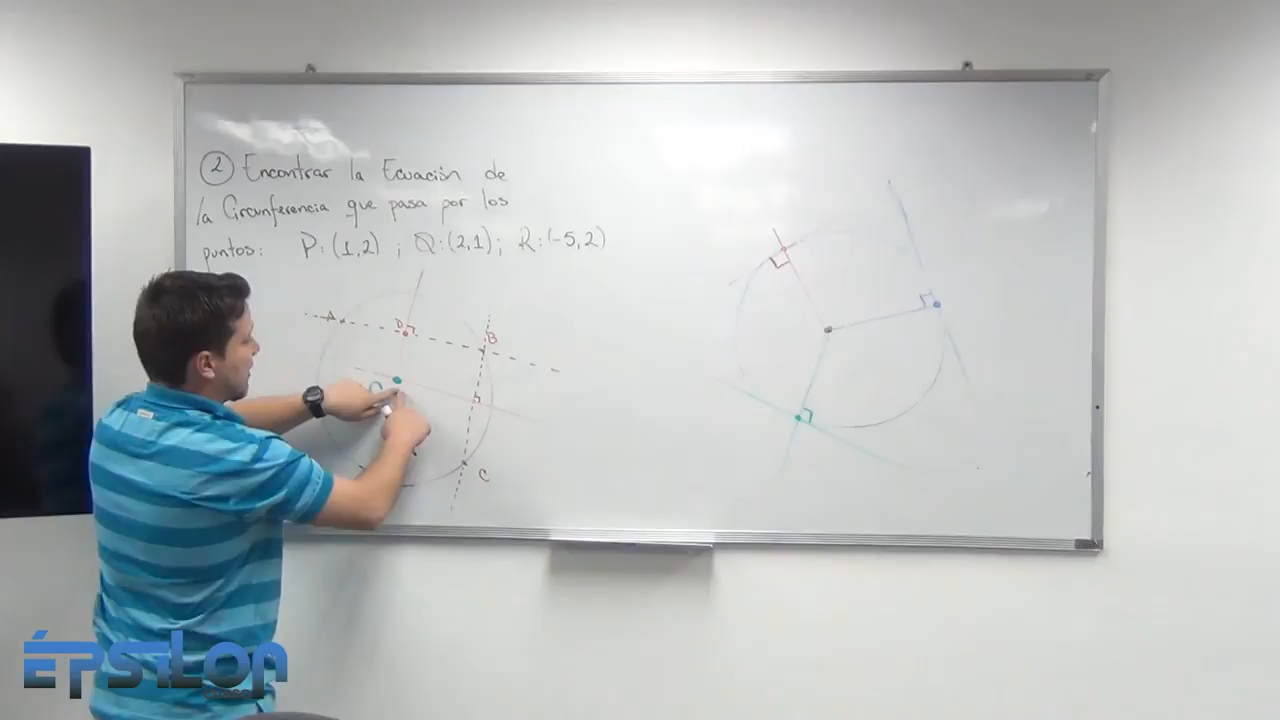 2 Encontrar la Ecuación de
la Circunferencia que pasa por los
puntos: P:(1,2) ; Q:(2,1); R:(-5,2)
A
D
B
C
ÉPSILON